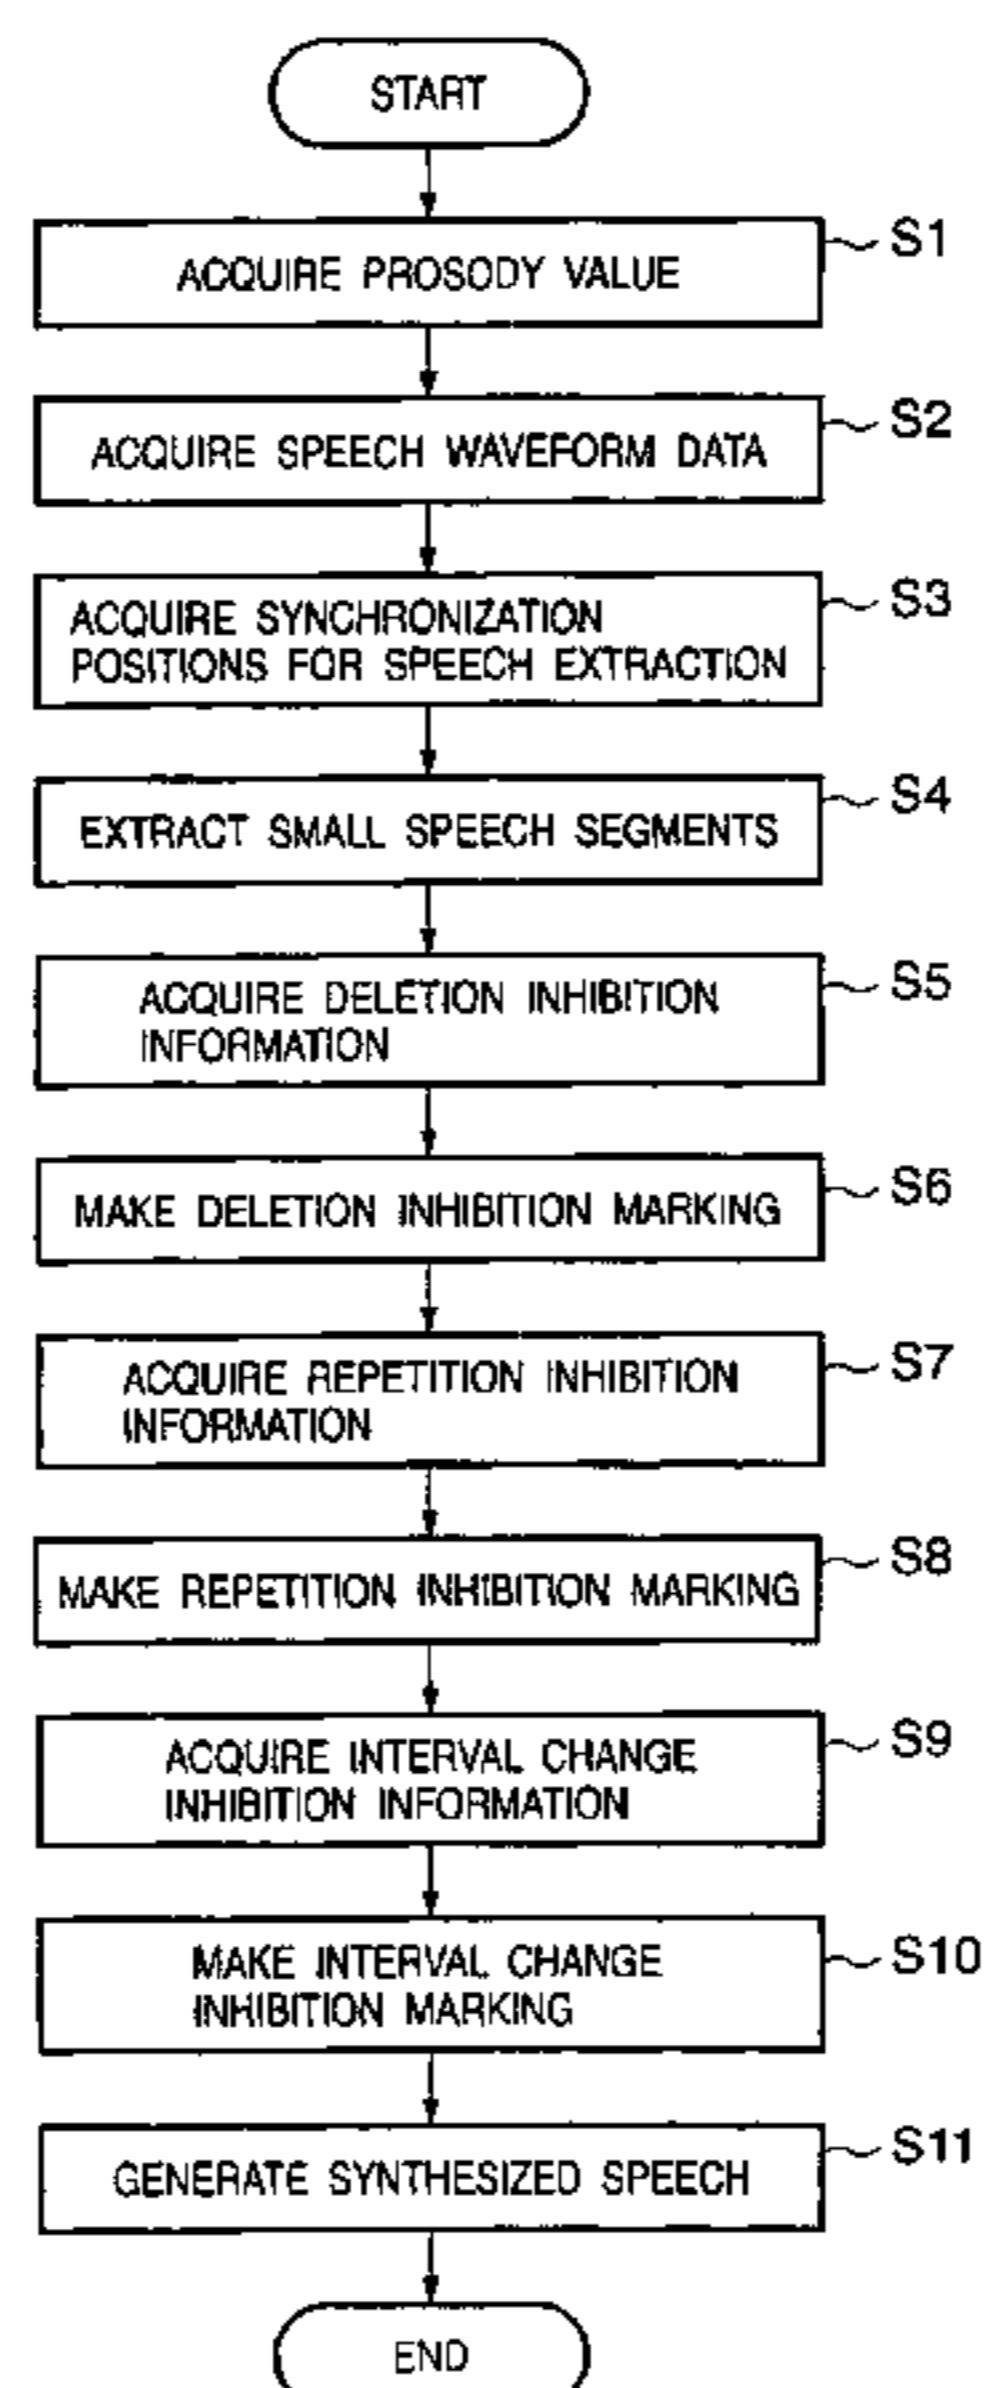 START
ACQUIRE PROSODY VALUE
S1
ACQUIRE SPEECH WAVEFORM DATA
S2
ACQUIRE SYNCHRONIZATION
POSITIONS FOR SPEECH EXTRACTION
S3
EXTRACT SMALL SPEECH SEGMENTS
S4
ACQUIRE DELETION INHIBITION
INFORMATION
S5
MAKE DELETION INHIBITION MARKING
S6
ACQUIRE REPETITION INHIBITION
INFORMATION
S7
MAKE REPETITION INHIBITION MARKING
S8
ACQUIRE INTERVAL CHANGE
INHIBITION INFORMATION
S9
MAKE INTERVAL CHANGE
INHIBITION MARKING
S10
GENERATE SYNTHESIZED SPEECH
S11
END